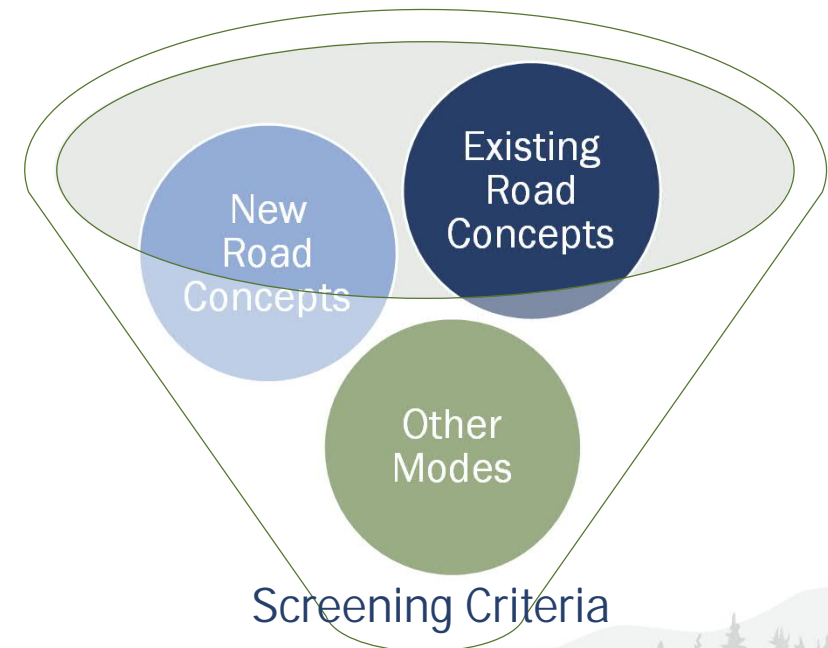 New
Road
Concepts
Existing
Road
Concepts
Other
Modes
Screening Criteria